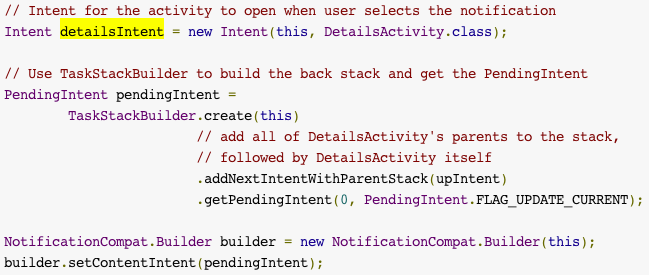 // Intent for the activity to open when user selects the notification
Intent detailsIntent = new Intent(this, DetailsActivity.class);
// Use TaskStackBuilder to build the back stack and get the PendingIntent
PendingIntent pendingIntent =
TaskStackBuilder.create(this)
// add all of DetailsActivity's parents to the stack,
// followed by DetailsActivity itself
.addNextIntentWithParentStack(upIntent)
.getPendingIntent(0, PendingIntent.FLAG_UPDATE_CURRENT);
NotificationCompat.Builder builder = new NotificationCompat.Builder(this);
builder.setContentIntent(pendingIntent);